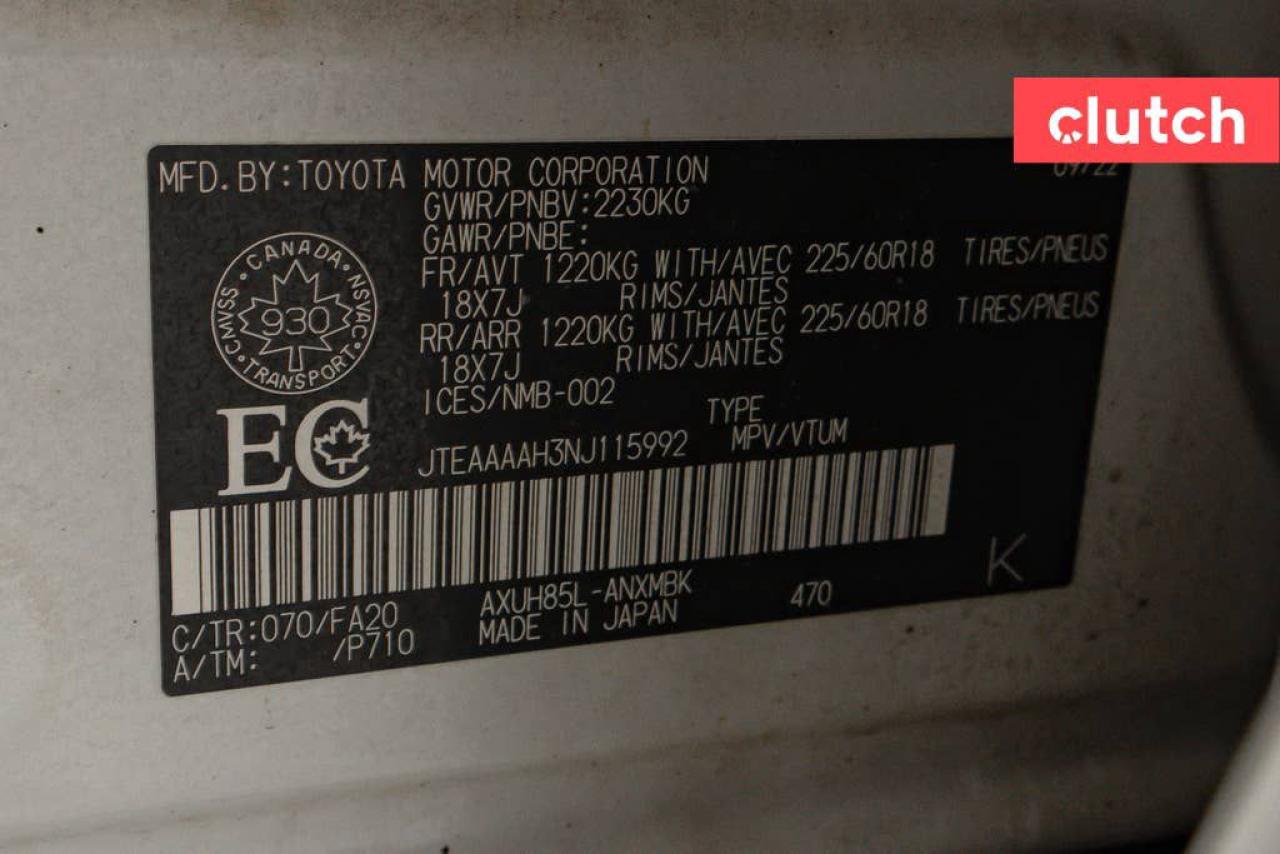 clutch
MFD. BY: TOYOTA MOTOR CORPORATION 09/22
GVWR/PNBV: 2230KG
GAWR/PNBE:
FR/AVT 1220KG WITH/AVEC 225/60R18 TIRES/PNEUS
18X7J RIMS/JANTES
RR/ARR 1220KG WITH/AVEC 225/60R18 TIRES/PNEUS
18X7J RIMS/JANTES
ICES/NMB-002
CANADA · NSVAC · TRANSPORT · CMVSS
930
EC
TYPE
JTEAAAAH3NJ115992 MPV/VTUM
C/TR: 070/FA20 AXUH85L-ANXMBK 470 K
A/TM: /P710 MADE IN JAPAN